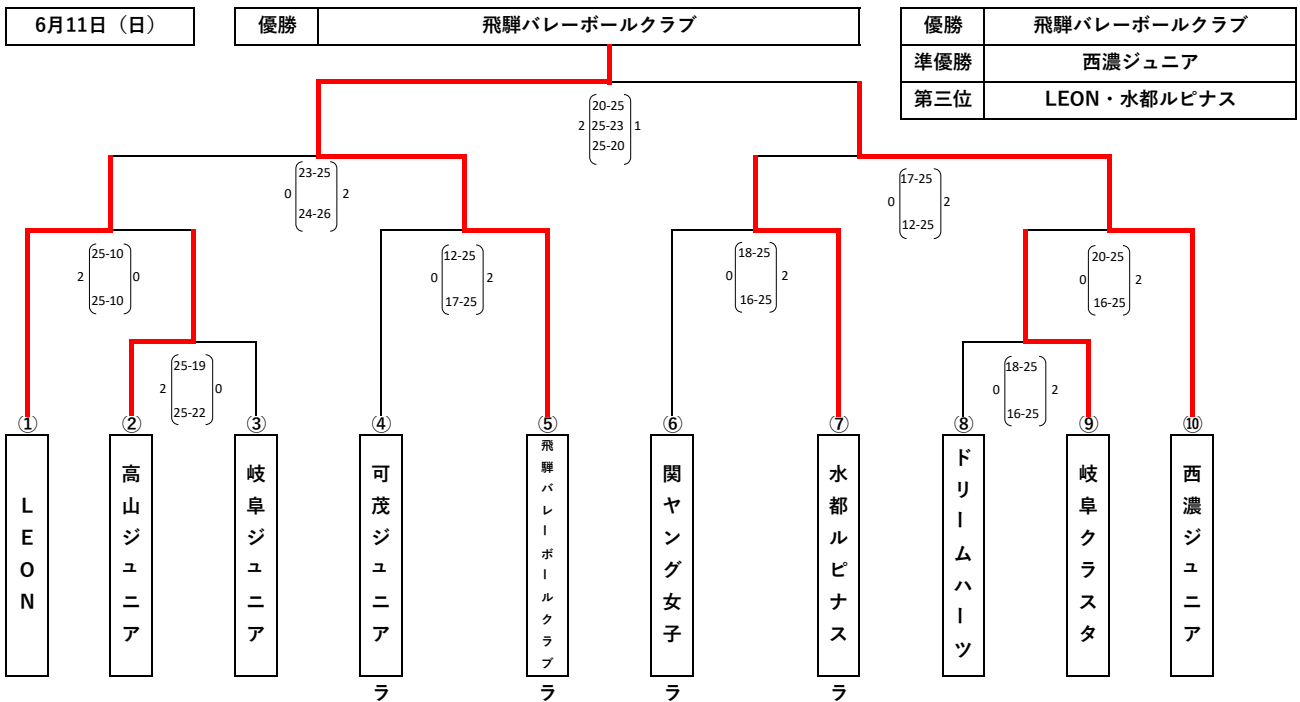 6月11日（日）
優勝 飛騨バレーボールクラブ
優勝 飛騨バレーボールクラブ
準優勝 西濃ジュニア
第三位 LEON・水都ルピナス
20-25
2 25-23 1
25-20
23-25
0 2
24-26
17-25
0 2
12-25
25-10
2 0
25-10
12-25
0 2
17-25
18-25
0 2
16-25
20-25
0 2
16-25
25-19
2 0
25-22
18-25
0 2
16-25
① ② ③ ④ ⑤ ⑥ ⑦ ⑧ ⑨ ⑩
LEON
高山ジュニア
岐阜ジュニア
可茂ジュニア
飛騨バレーボールクラブ
関ヤング女子
水都ルピナス
ドリームハーツ
岐阜クラスタ
西濃ジュニア
ラ ラ ラ ラ